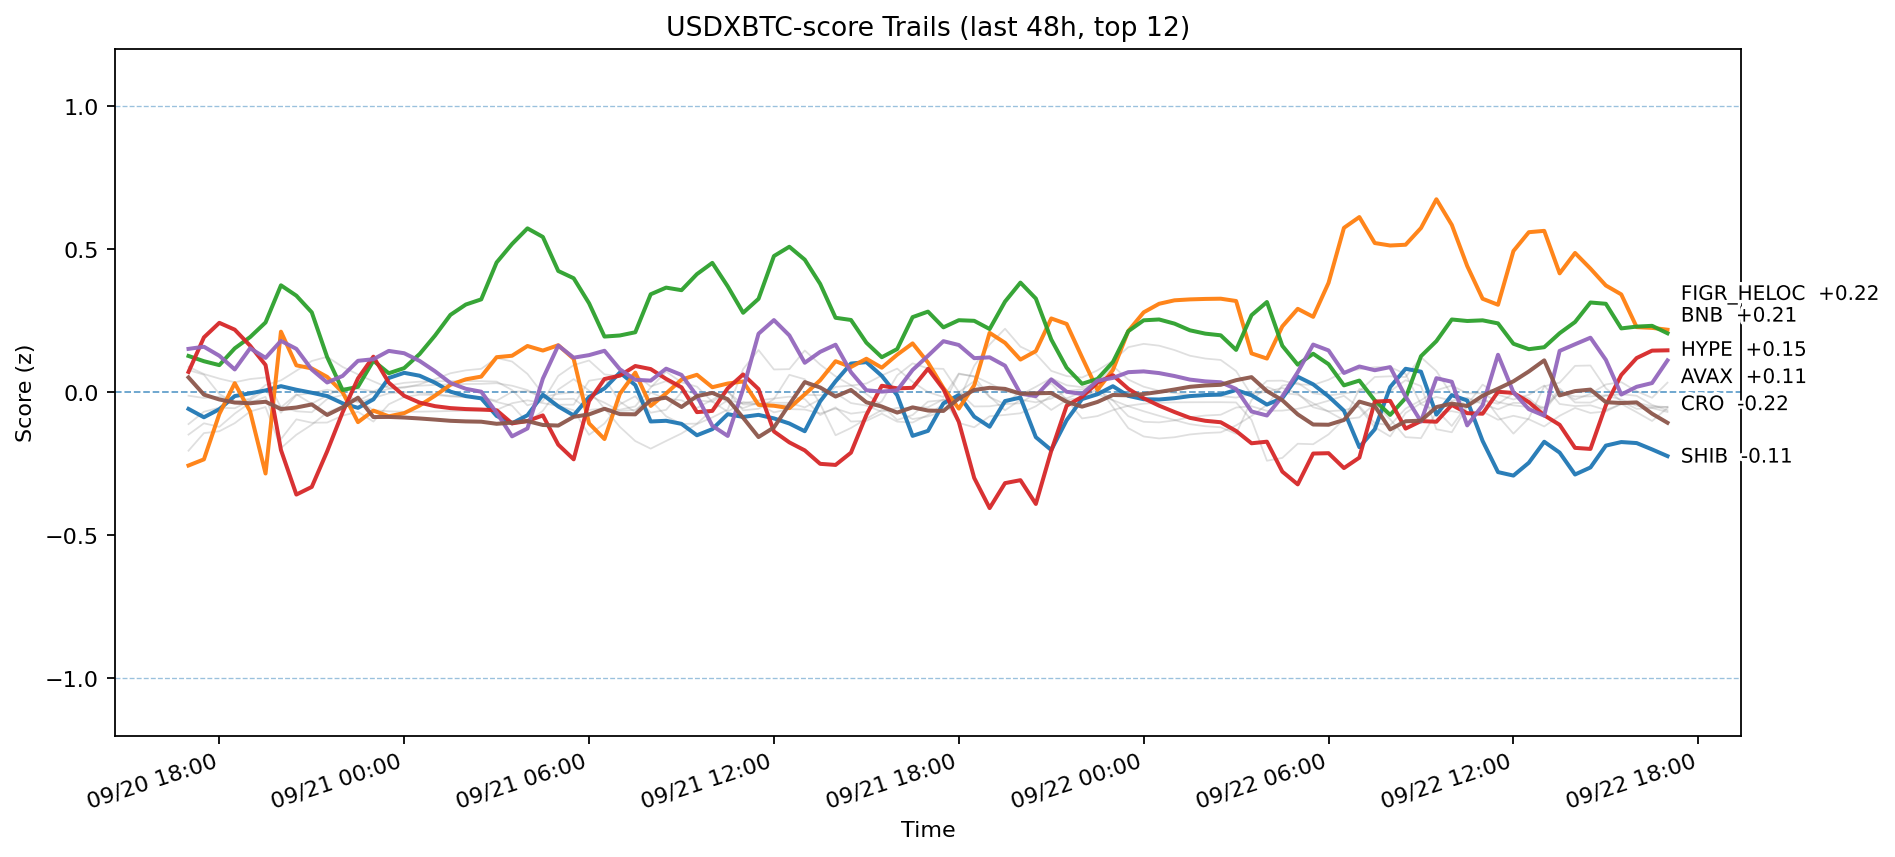 USDXBTC-score Trails (last 48h, top 12)
Score (z)
1.0
0.5
0.0
−0.5
−1.0
FIGR_HELOC +0.22
BNB +0.21
HYPE +0.15
AVAX +0.11
CRO -0.22
SHIB -0.11
09/20 18:00
09/21 00:00
09/21 06:00
09/21 12:00
09/21 18:00
09/22 00:00
09/22 06:00
09/22 12:00
09/22 18:00
Time